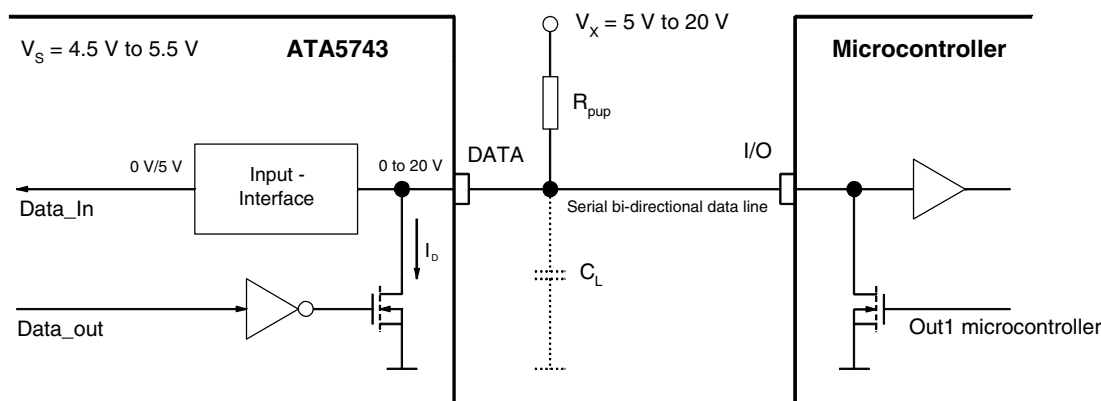 V_X = 5 V to 20 V
V_S = 4.5 V to 5.5 V
ATA5743
Microcontroller
R_pup
DATA
I/O
0 V/5 V
0 to 20 V
Input -
Interface
Data_In
Serial bi-directional data line
I_D
C_L
Data_out
Out1 microcontroller